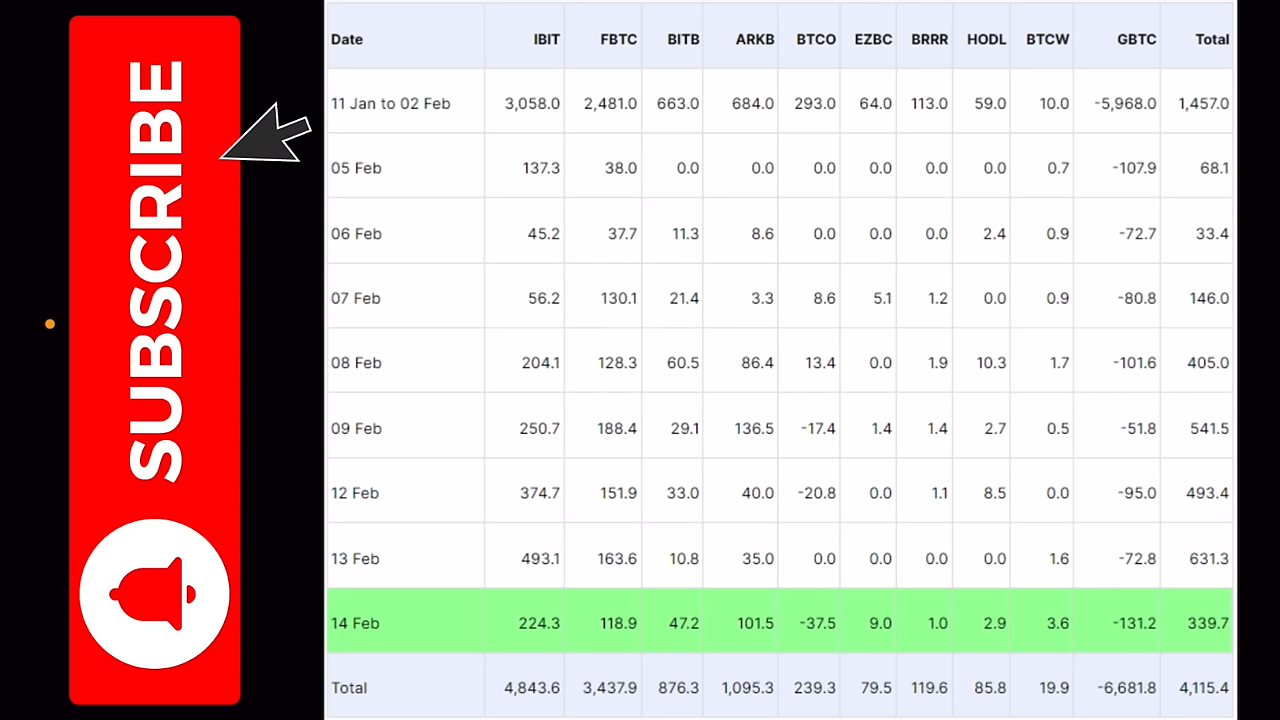 SUBSCRIBE
Date IBIT FBTC BITB ARKB BTCO EZBC BRRR HODL BTCW GBTC Total
11 Jan to 02 Feb 3,058.0 2,481.0 663.0 684.0 293.0 64.0 113.0 59.0 10.0 -5,968.0 1,457.0
05 Feb 137.3 38.0 0.0 0.0 0.0 0.0 0.0 0.0 0.7 -107.9 68.1
06 Feb 45.2 37.7 11.3 8.6 0.0 0.0 0.0 2.4 0.9 -72.7 33.4
07 Feb 56.2 130.1 21.4 3.3 8.6 5.1 1.2 0.0 0.9 -80.8 146.0
08 Feb 204.1 128.3 60.5 86.4 13.4 0.0 1.9 10.3 1.7 -101.6 405.0
09 Feb 250.7 188.4 29.1 136.5 -17.4 1.4 1.4 2.7 0.5 -51.8 541.5
12 Feb 374.7 151.9 33.0 40.0 -20.8 0.0 1.1 8.5 0.0 -95.0 493.4
13 Feb 493.1 163.6 10.8 35.0 0.0 0.0 0.0 0.0 1.6 -72.8 631.3
14 Feb 224.3 118.9 47.2 101.5 -37.5 9.0 1.0 2.9 3.6 -131.2 339.7
Total 4,843.6 3,437.9 876.3 1,095.3 239.3 79.5 119.6 85.8 19.9 -6,681.8 4,115.4